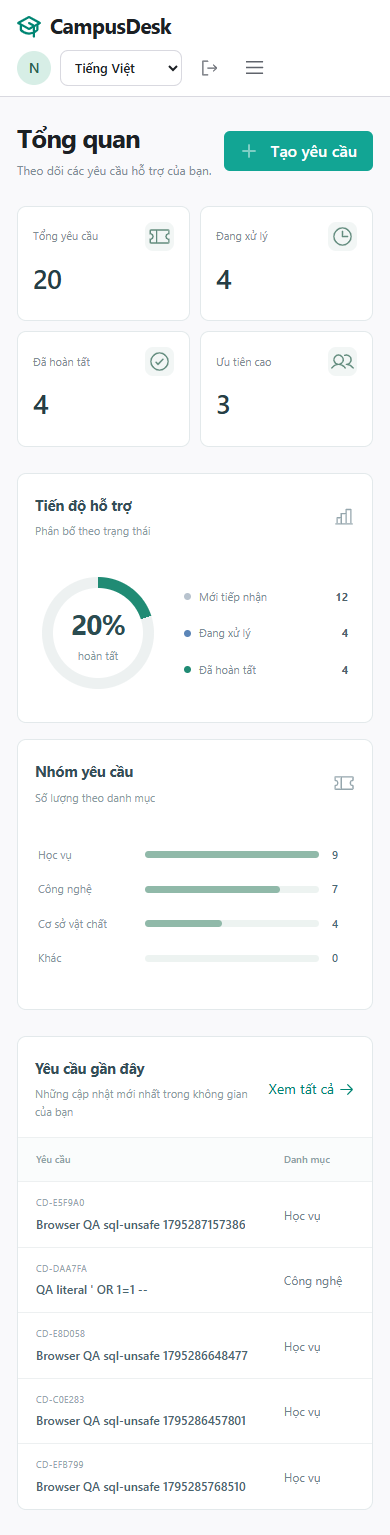 CampusDesk
N
Tiếng Việt
Tổng quan
Theo dõi các yêu cầu hỗ trợ của bạn.
Tạo yêu cầu
Tổng yêu cầu
20
Đang xử lý
4
Đã hoàn tất
4
Ưu tiên cao
3
Tiến độ hỗ trợ
Phân bố theo trạng thái
20%
hoàn tất
Mới tiếp nhận 12
Đang xử lý 4
Đã hoàn tất 4
Nhóm yêu cầu
Số lượng theo danh mục
Học vụ 9
Công nghệ 7
Cơ sở vật chất 4
Khác 0
Yêu cầu gần đây
Những cập nhật mới nhất trong không gian
của bạn
Xem tất cả →
Yêu cầu Danh mục
CD-E5F9A0
Browser QA sql-unsafe 1795287157386 Học vụ
CD-DAA7FA
QA literal ' OR 1=1 -- Công nghệ
CD-E8D058
Browser QA sql-unsafe 1795286648477 Học vụ
CD-C0E283
Browser QA sql-unsafe 1795286457801 Học vụ
CD-EFB799
Browser QA sql-unsafe 1795285768510 Học vụ